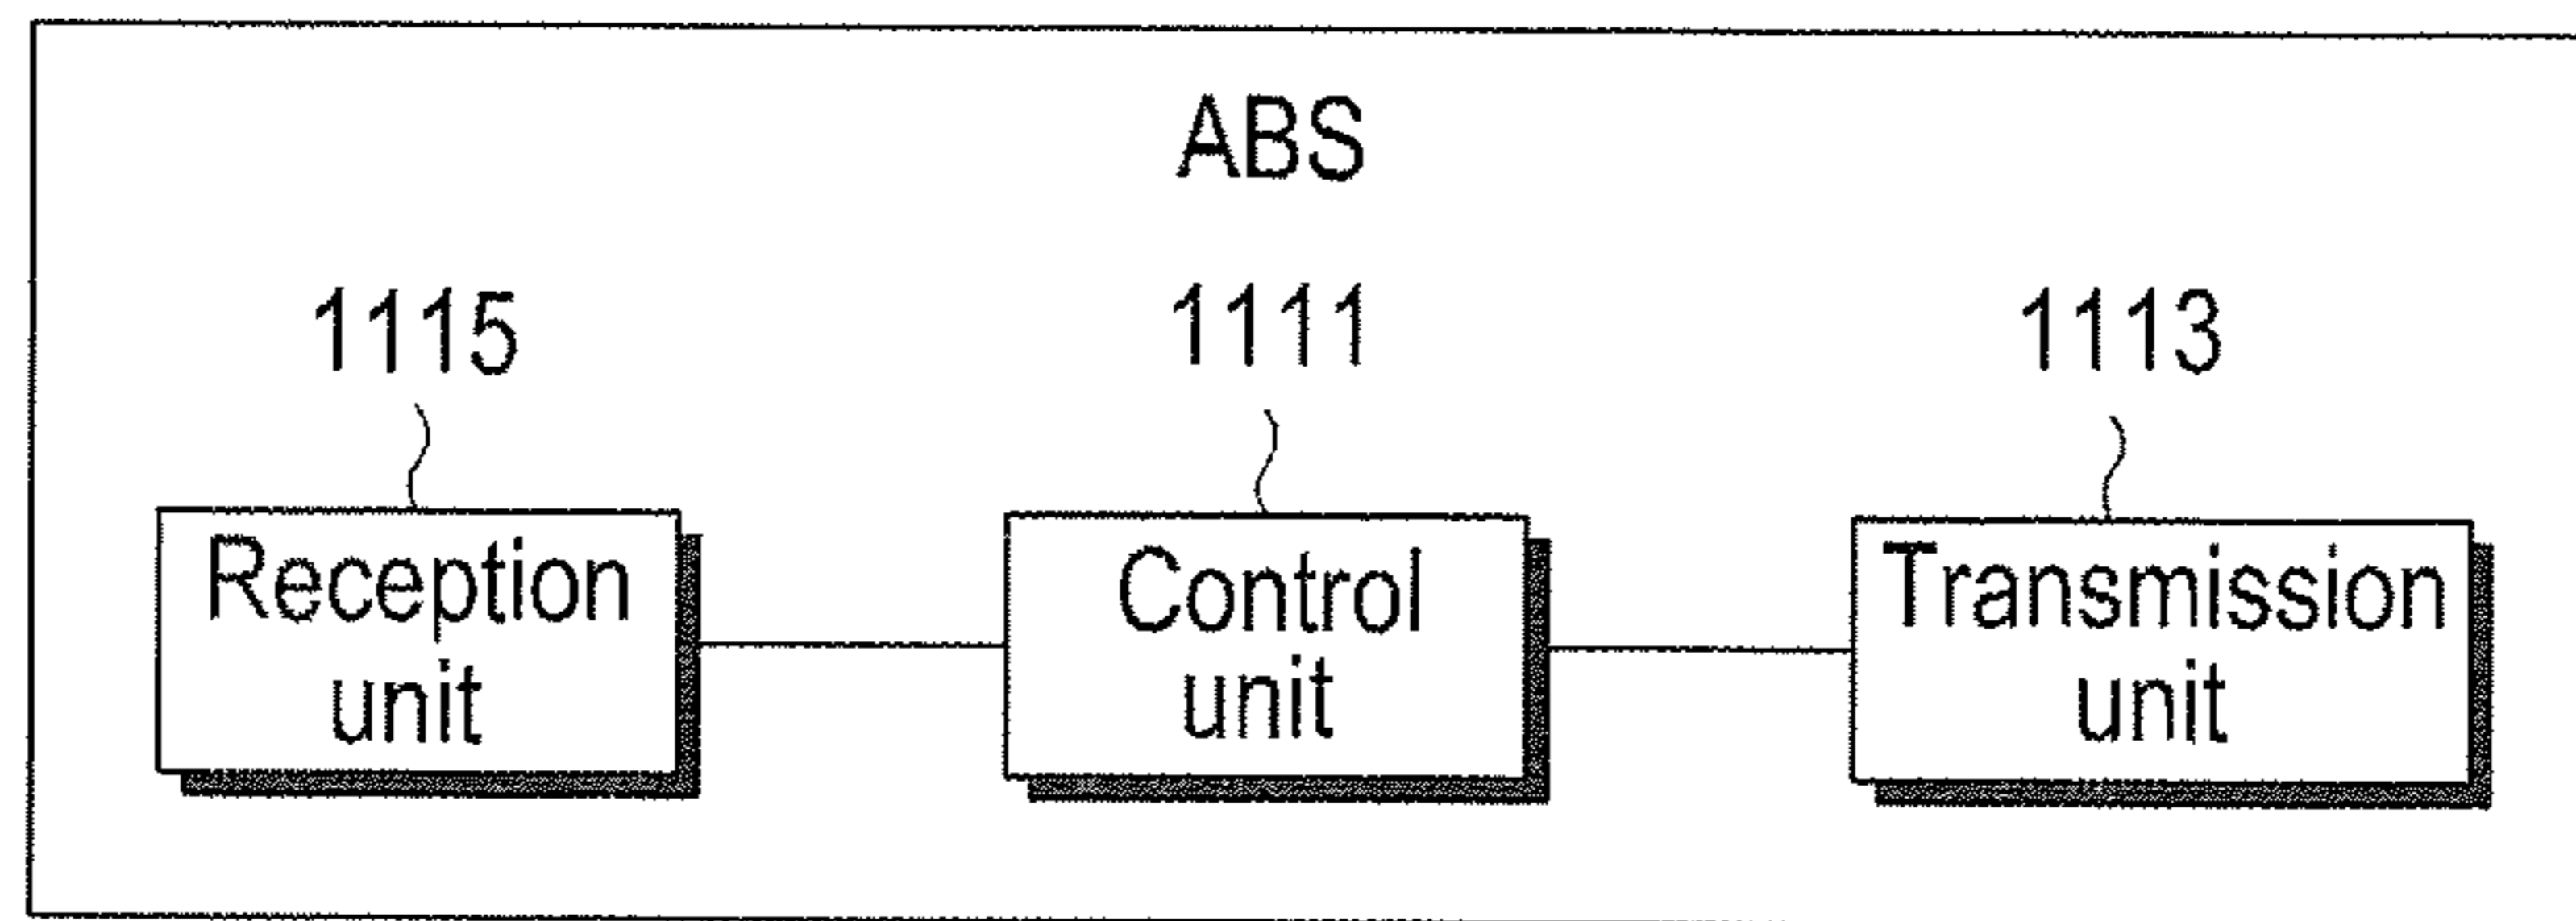 ABS
1115
1111
1113
Reception
unit
Control
unit
Transmission
unit